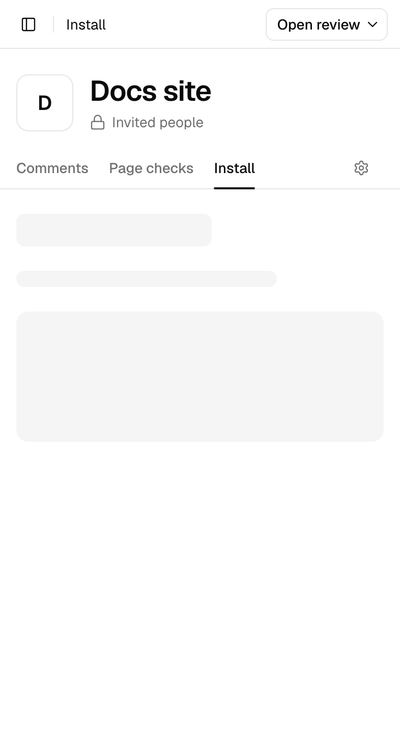 Install
Open review
D
Docs site
Invited people
Comments
Page checks
Install